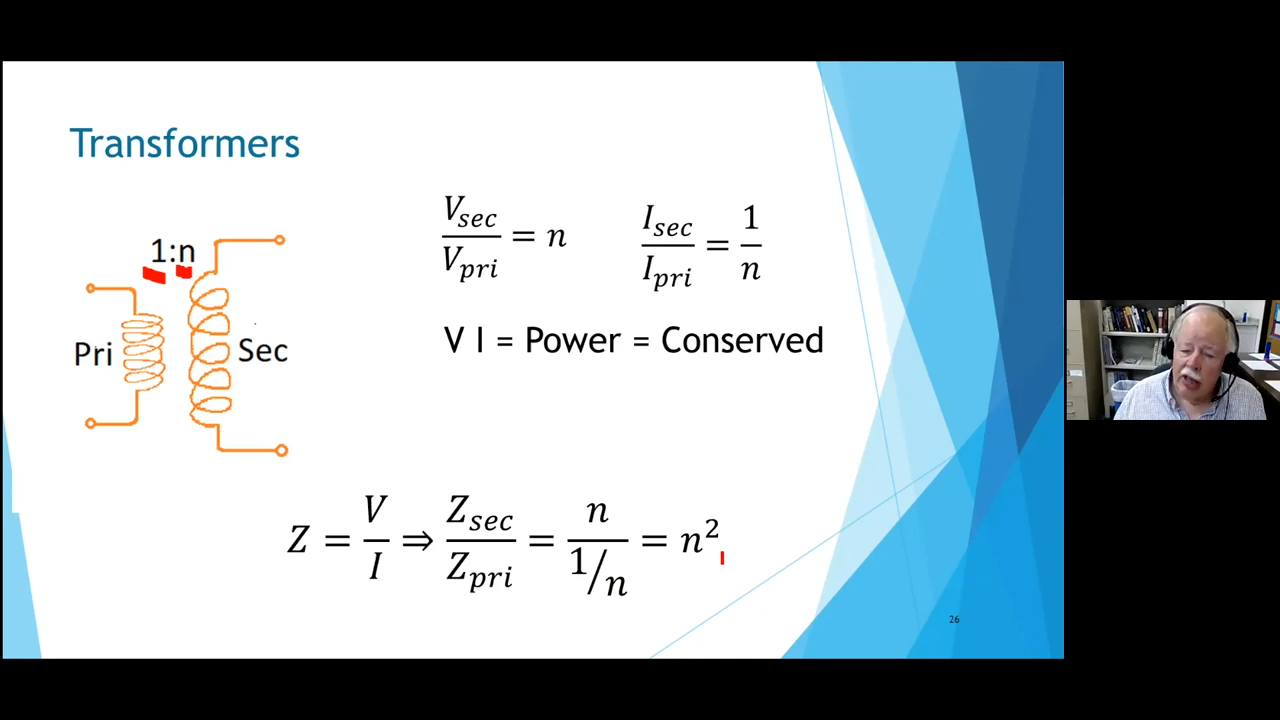 Transformers
1:n
Pri
Sec
V_sec / V_pri = n
I_sec / I_pri = 1 / n
V I = Power = Conserved
Z = V / I ⇒ Z_sec / Z_pri = n / (1/n) = n²
26